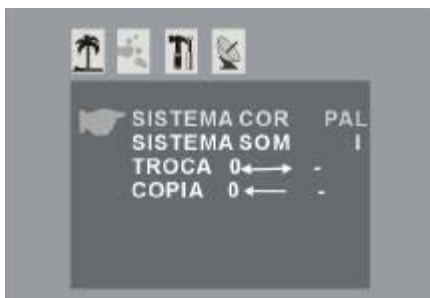 SISTEMA COR PAL
SISTEMA SOM I
TROCA 0 ↔ -
COPIA 0 ← -